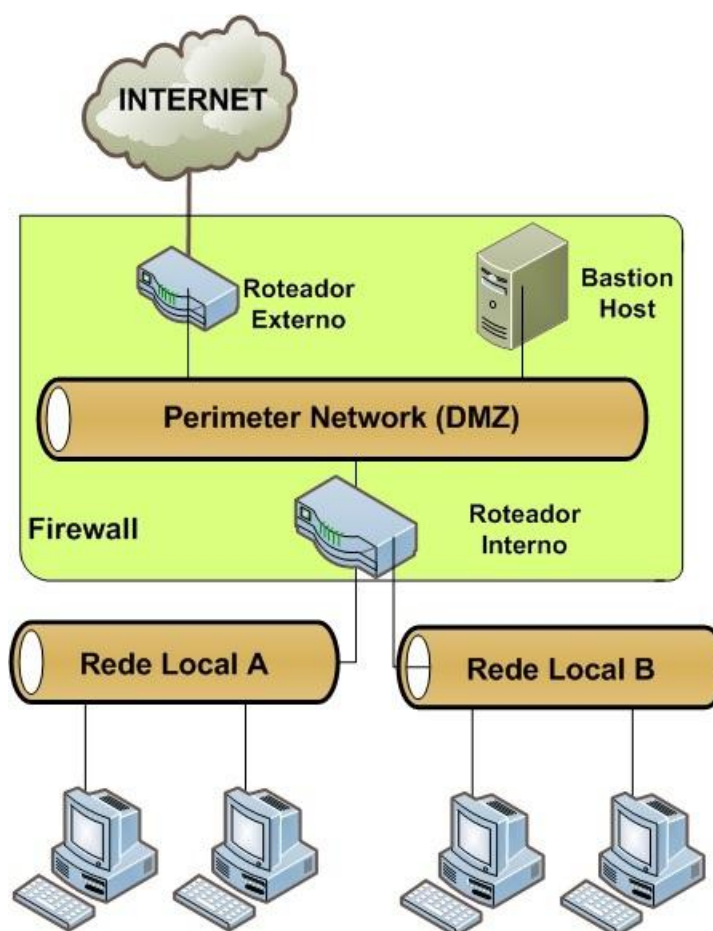 INTERNET
Roteador
Externo
Bastion
Host
Perimeter Network (DMZ)
Firewall
Roteador
Interno
Rede Local A
Rede Local B